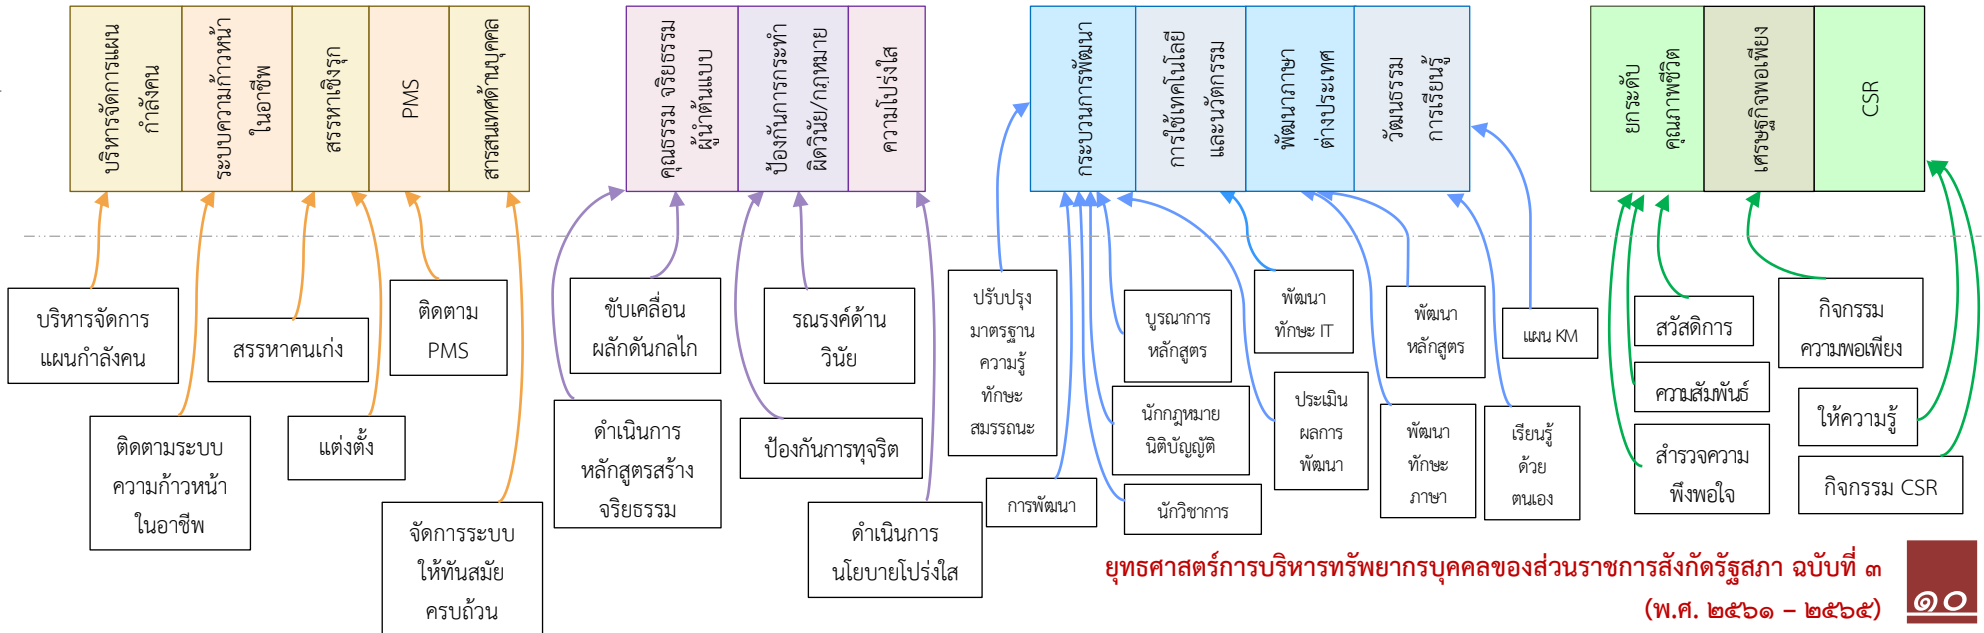 บริหารจัดการแผน
กำลังคน
ระบบความก้าวหน้า
ในอาชีพ
สรรหาเชิงรุก
PMS
สารสนเทศด้านบุคคล
คุณธรรม จริยธรรม
ผู้นำต้นแบบ
ป้องกันการกระทำ
ผิดวินัย/กฎหมาย
ความโปร่งใส
กระบวนการพัฒนา
การใช้เทคโนโลยี
และนวัตกรรม
พัฒนาภาษา
ต่างประเทศ
วัฒนธรรม
การเรียนรู้
ยกระดับ
คุณภาพชีวิต
เศรษฐกิจพอเพียง
CSR
บริหารจัดการ
แผนกำลังคน
ติดตามระบบ
ความก้าวหน้า
ในอาชีพ
สรรหาคนเก่ง
แต่งตั้ง
ติดตาม
PMS
จัดการระบบ
ให้ทันสมัย
ครบถ้วน
ขับเคลื่อน
ผลักดันกลไก
ดำเนินการ
หลักสูตรสร้าง
จริยธรรม
รณรงค์ด้าน
วินัย
ป้องกันการทุจริต
ดำเนินการ
นโยบายโปร่งใส
ปรับปรุง
มาตรฐาน
ความรู้
ทักษะ
สมรรถนะ
การพัฒนา
บูรณาการ
หลักสูตร
นักกฎหมาย
นิติบัญญัติ
นักวิชาการ
พัฒนา
ทักษะ IT
ประเมิน
ผลการ
พัฒนา
พัฒนา
หลักสูตร
พัฒนา
ทักษะ
ภาษา
แผน KM
เรียนรู้
ด้วย
ตนเอง
สวัสดิการ
ความสัมพันธ์
สำรวจความ
พึงพอใจ
กิจกรรม
ความพอเพียง
ให้ความรู้
กิจกรรม CSR
ยุทธศาสตร์การบริหารทรัพยากรบุคคลของส่วนราชการสังกัดรัฐสภา ฉบับที่ ๓
(พ.ศ. ๒๕๖๑ – ๒๕๖๕)
๑๐